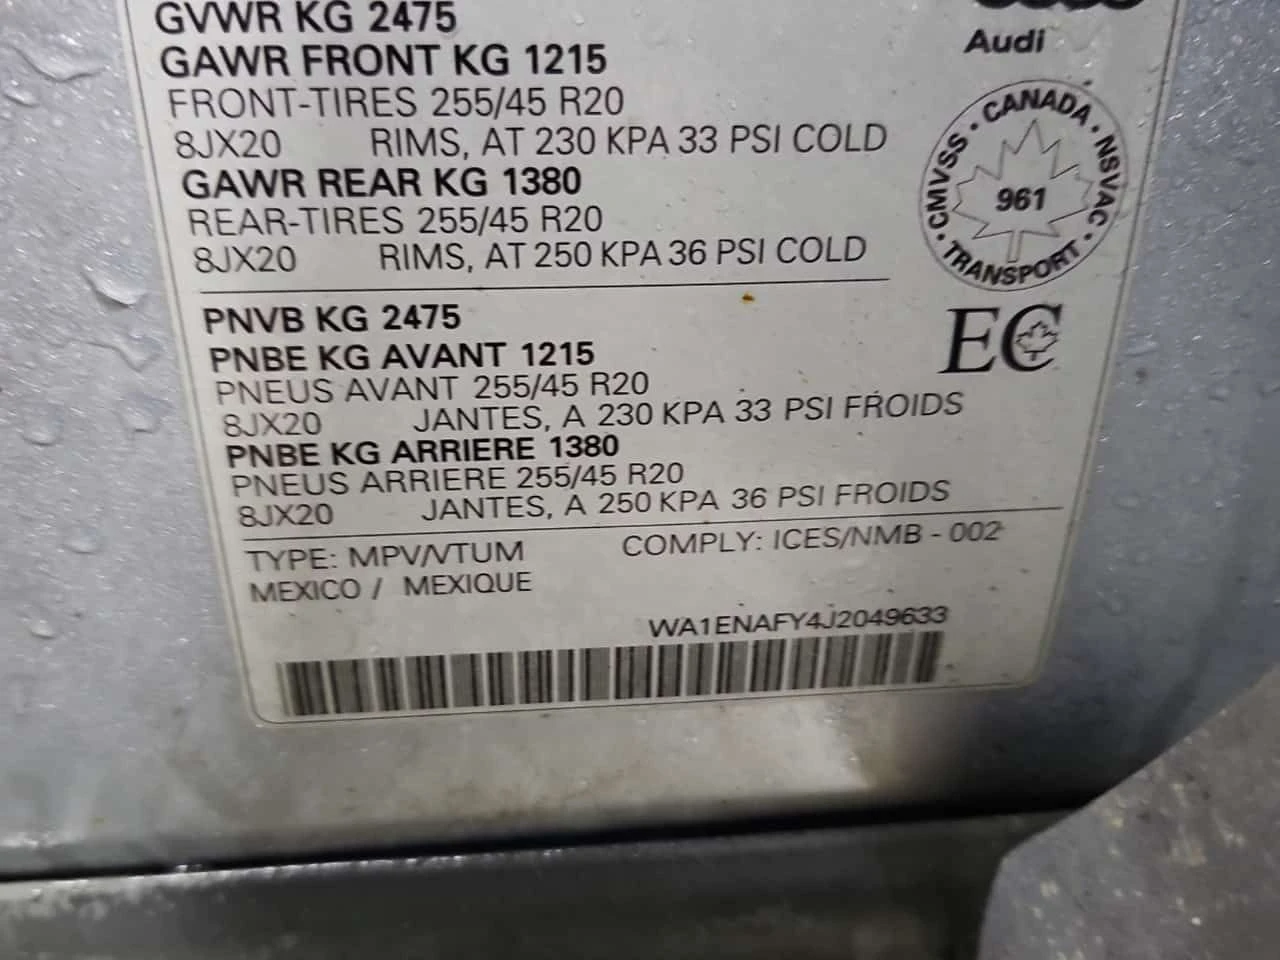 GVWR KG 2475
GAWR FRONT KG 1215
FRONT-TIRES 255/45 R20
8JX20 RIMS, AT 230 KPA 33 PSI COLD
GAWR REAR KG 1380
REAR-TIRES 255/45 R20
8JX20 RIMS, AT 250 KPA 36 PSI COLD
Audi
CANADA · NSVAC · TRANSPORT · CMVSS ·
961
EC
PNVB KG 2475
PNBE KG AVANT 1215
PNEUS AVANT 255/45 R20
8JX20 JANTES, A 230 KPA 33 PSI FROIDS
PNBE KG ARRIERE 1380
PNEUS ARRIERE 255/45 R20
8JX20 JANTES, A 250 KPA 36 PSI FROIDS
TYPE: MPV/VTUM COMPLY: ICES/NMB - 002
MEXICO / MEXIQUE
WA1ENAFY4J2049633